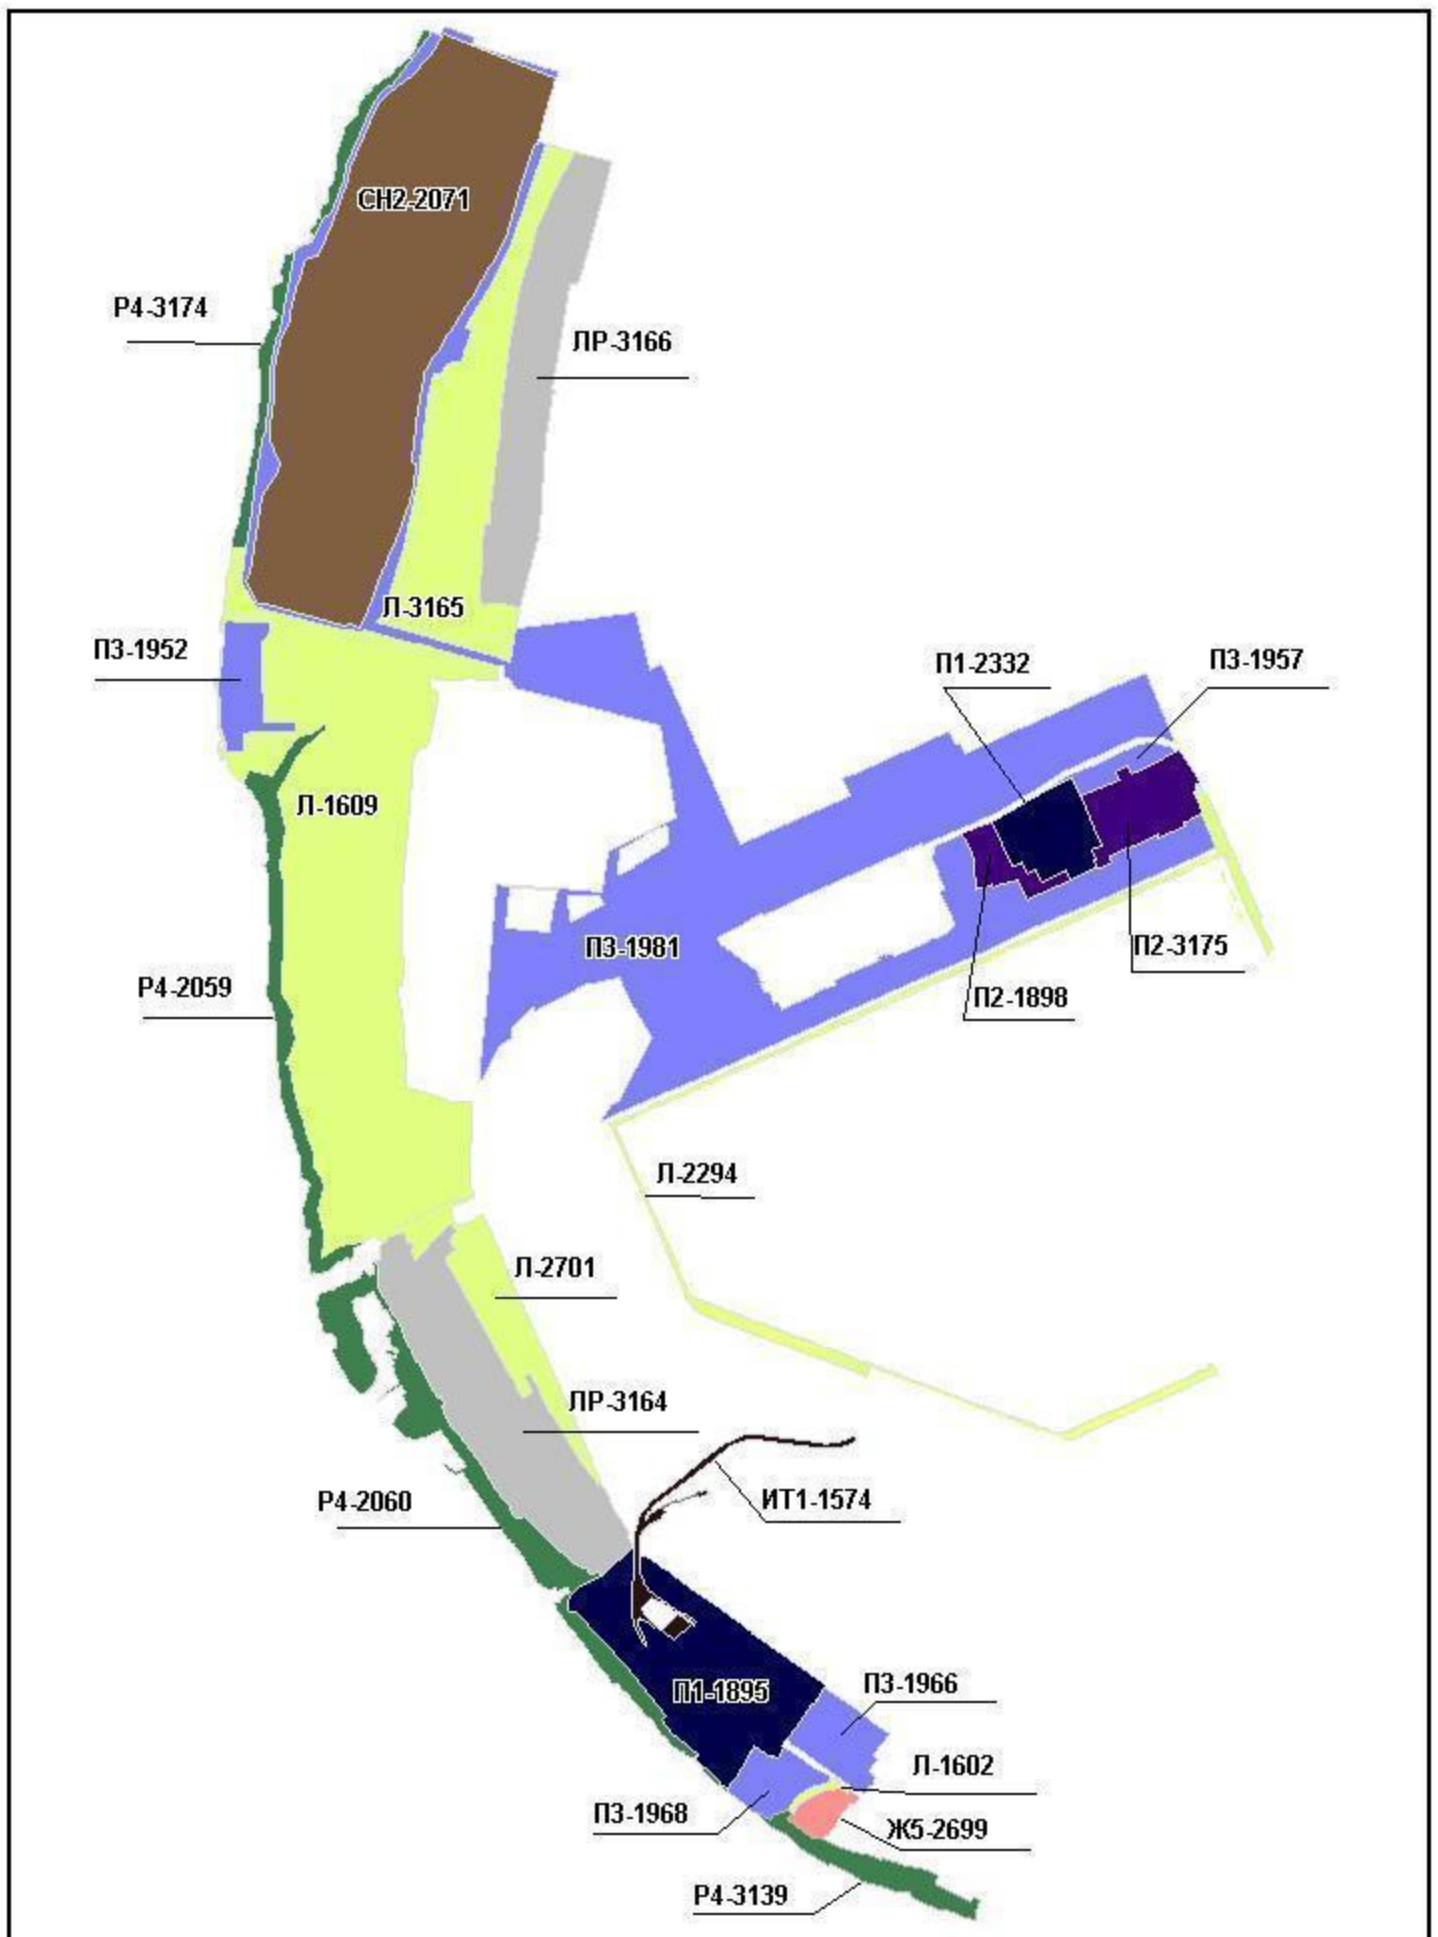 СН2-2071
Р4-3174
ЛР-3166
Л-3165
П3-1952
П1-2332
П3-1957
Л-1609
П3-1981
П2-3175
Р4-2059
П2-1898
Л-2294
Л-2701
ЛР-3164
Р4-2060
ИТ1-1574
П1-1895
П3-1966
Л-1602
П3-1968
Ж5-2699
Р4-3139